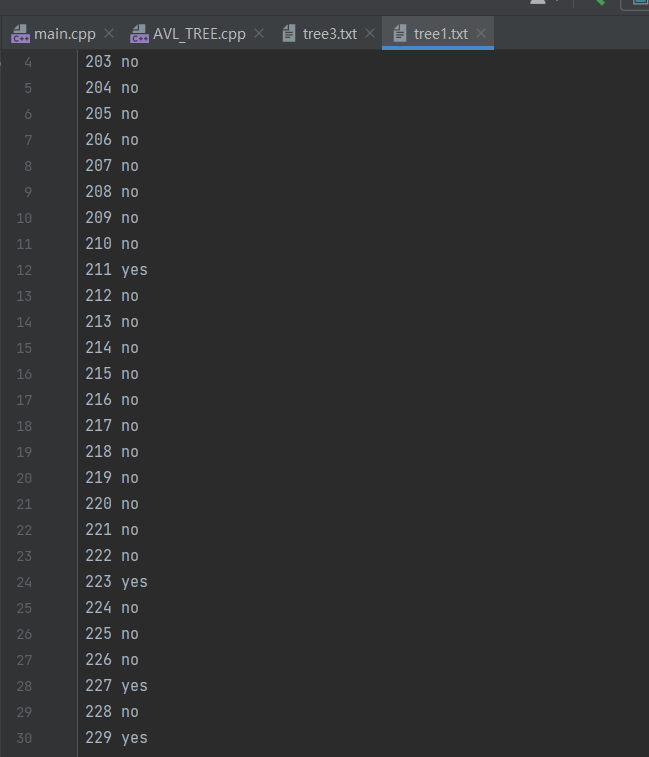 main.cpp AVL_TREE.cpp tree3.txt tree1.txt
4 203 no
5 204 no
6 205 no
7 206 no
8 207 no
9 208 no
10 209 no
11 210 no
12 211 yes
13 212 no
14 213 no
15 214 no
16 215 no
17 216 no
18 217 no
19 218 no
20 219 no
21 220 no
22 221 no
23 222 no
24 223 yes
25 224 no
26 225 no
27 226 no
28 227 yes
29 228 no
30 229 yes